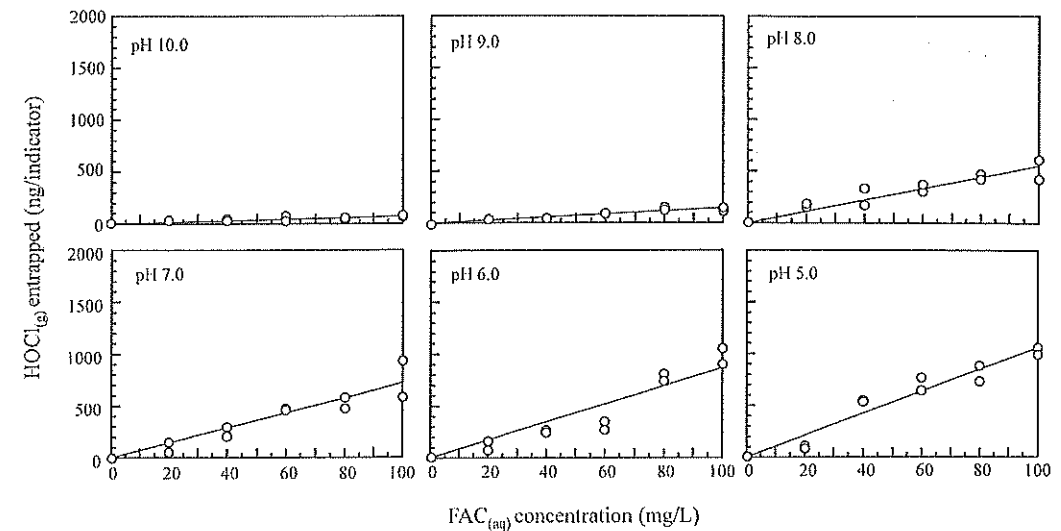 2000
1500
1000
500
0
pH 10.0
pH 9.0
pH 8.0
HOCl(g) entrapped (ng/indicator)
2000
1500
1000
500
0
pH 7.0
pH 6.0
pH 5.0
0 20 40 60 80 100
0 20 40 60 80 100
0 20 40 60 80 100
FAC(aq) concentration (mg/L)